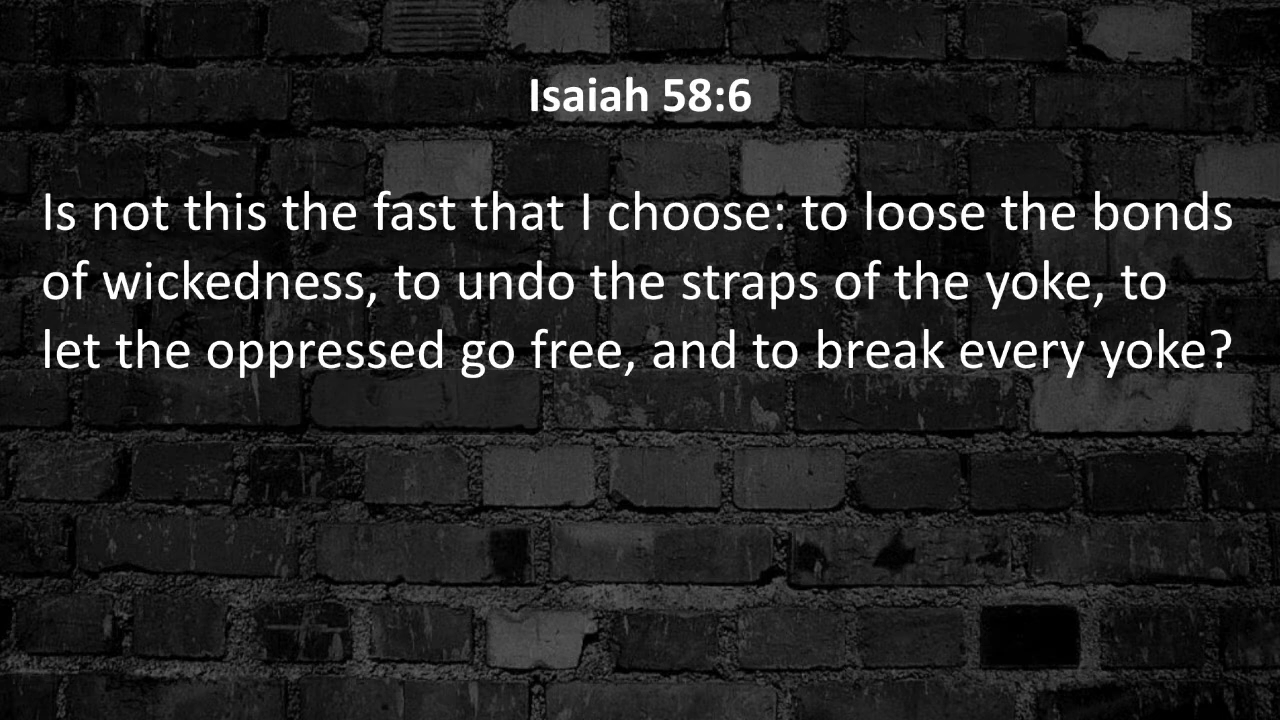 Isaiah 58:6
Is not this the fast that I choose: to loose the bonds
of wickedness, to undo the straps of the yoke, to
let the oppressed go free, and to break every yoke?